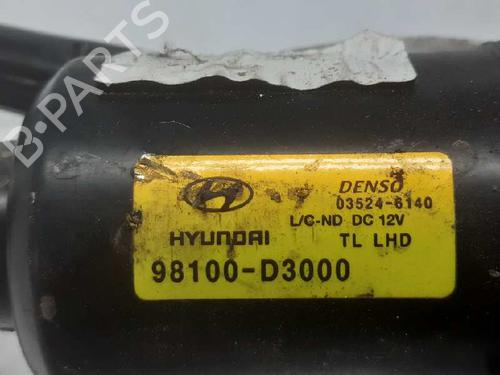 B-PARTS
HYUNDAI
98100-D3000
DENSO
03524-6140
L/C-ND DC 12V
TL LHD